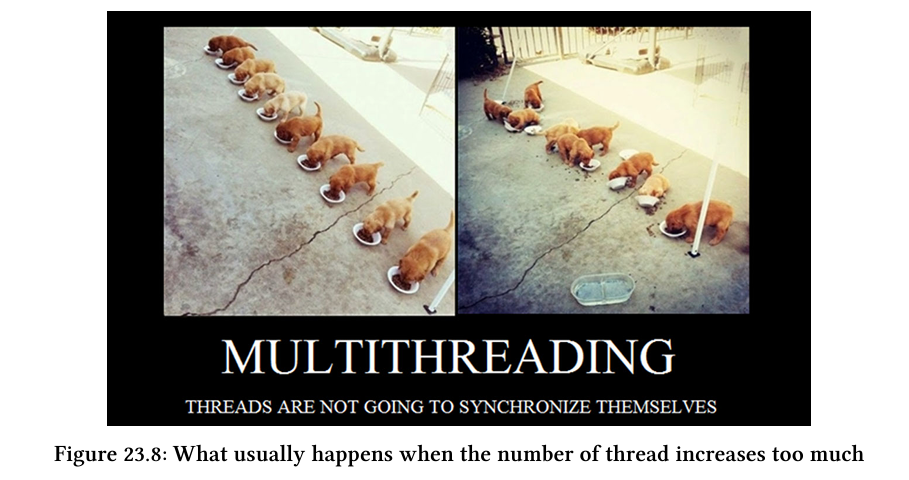 MULTITHREADING
THREADS ARE NOT GOING TO SYNCHRONIZE THEMSELVES
Figure 23.8: What usually happens when the number of thread increases too much